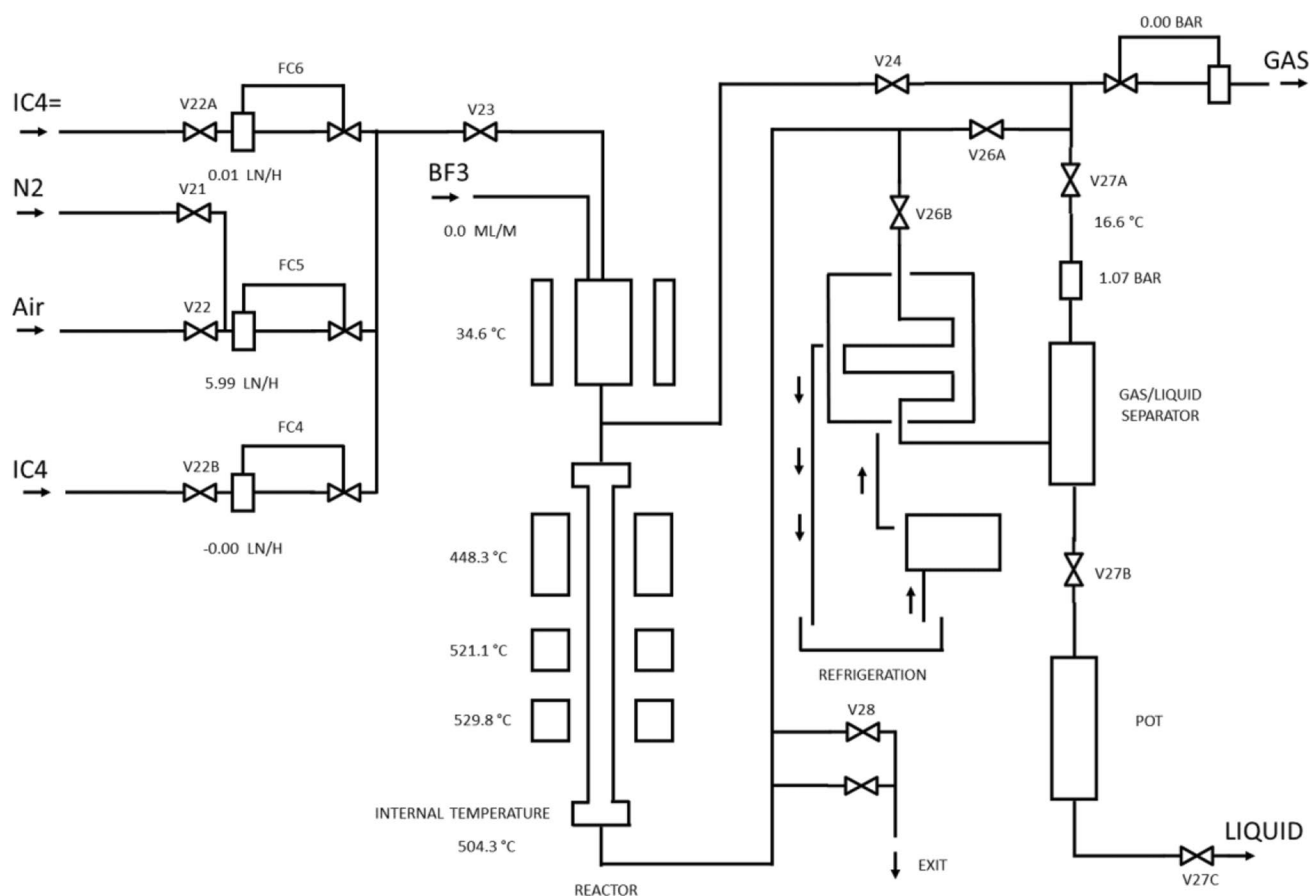 0.00 BAR
GAS
V24
FC6
IC4=
V22A
V23
0.01 LN/H
V26A
BF3
V27A
N2
V21
0.0 ML/M
V26B
16.6 °C
FC5
1.07 BAR
Air
V22
34.6 °C
5.99 LN/H
GAS/LIQUID
SEPARATOR
FC4
IC4
V22B
-0.00 LN/H
448.3 °C
V27B
521.1 °C
REFRIGERATION
529.8 °C
V28
POT
INTERNAL TEMPERATURE
504.3 °C
LIQUID
EXIT
V27C
REACTOR